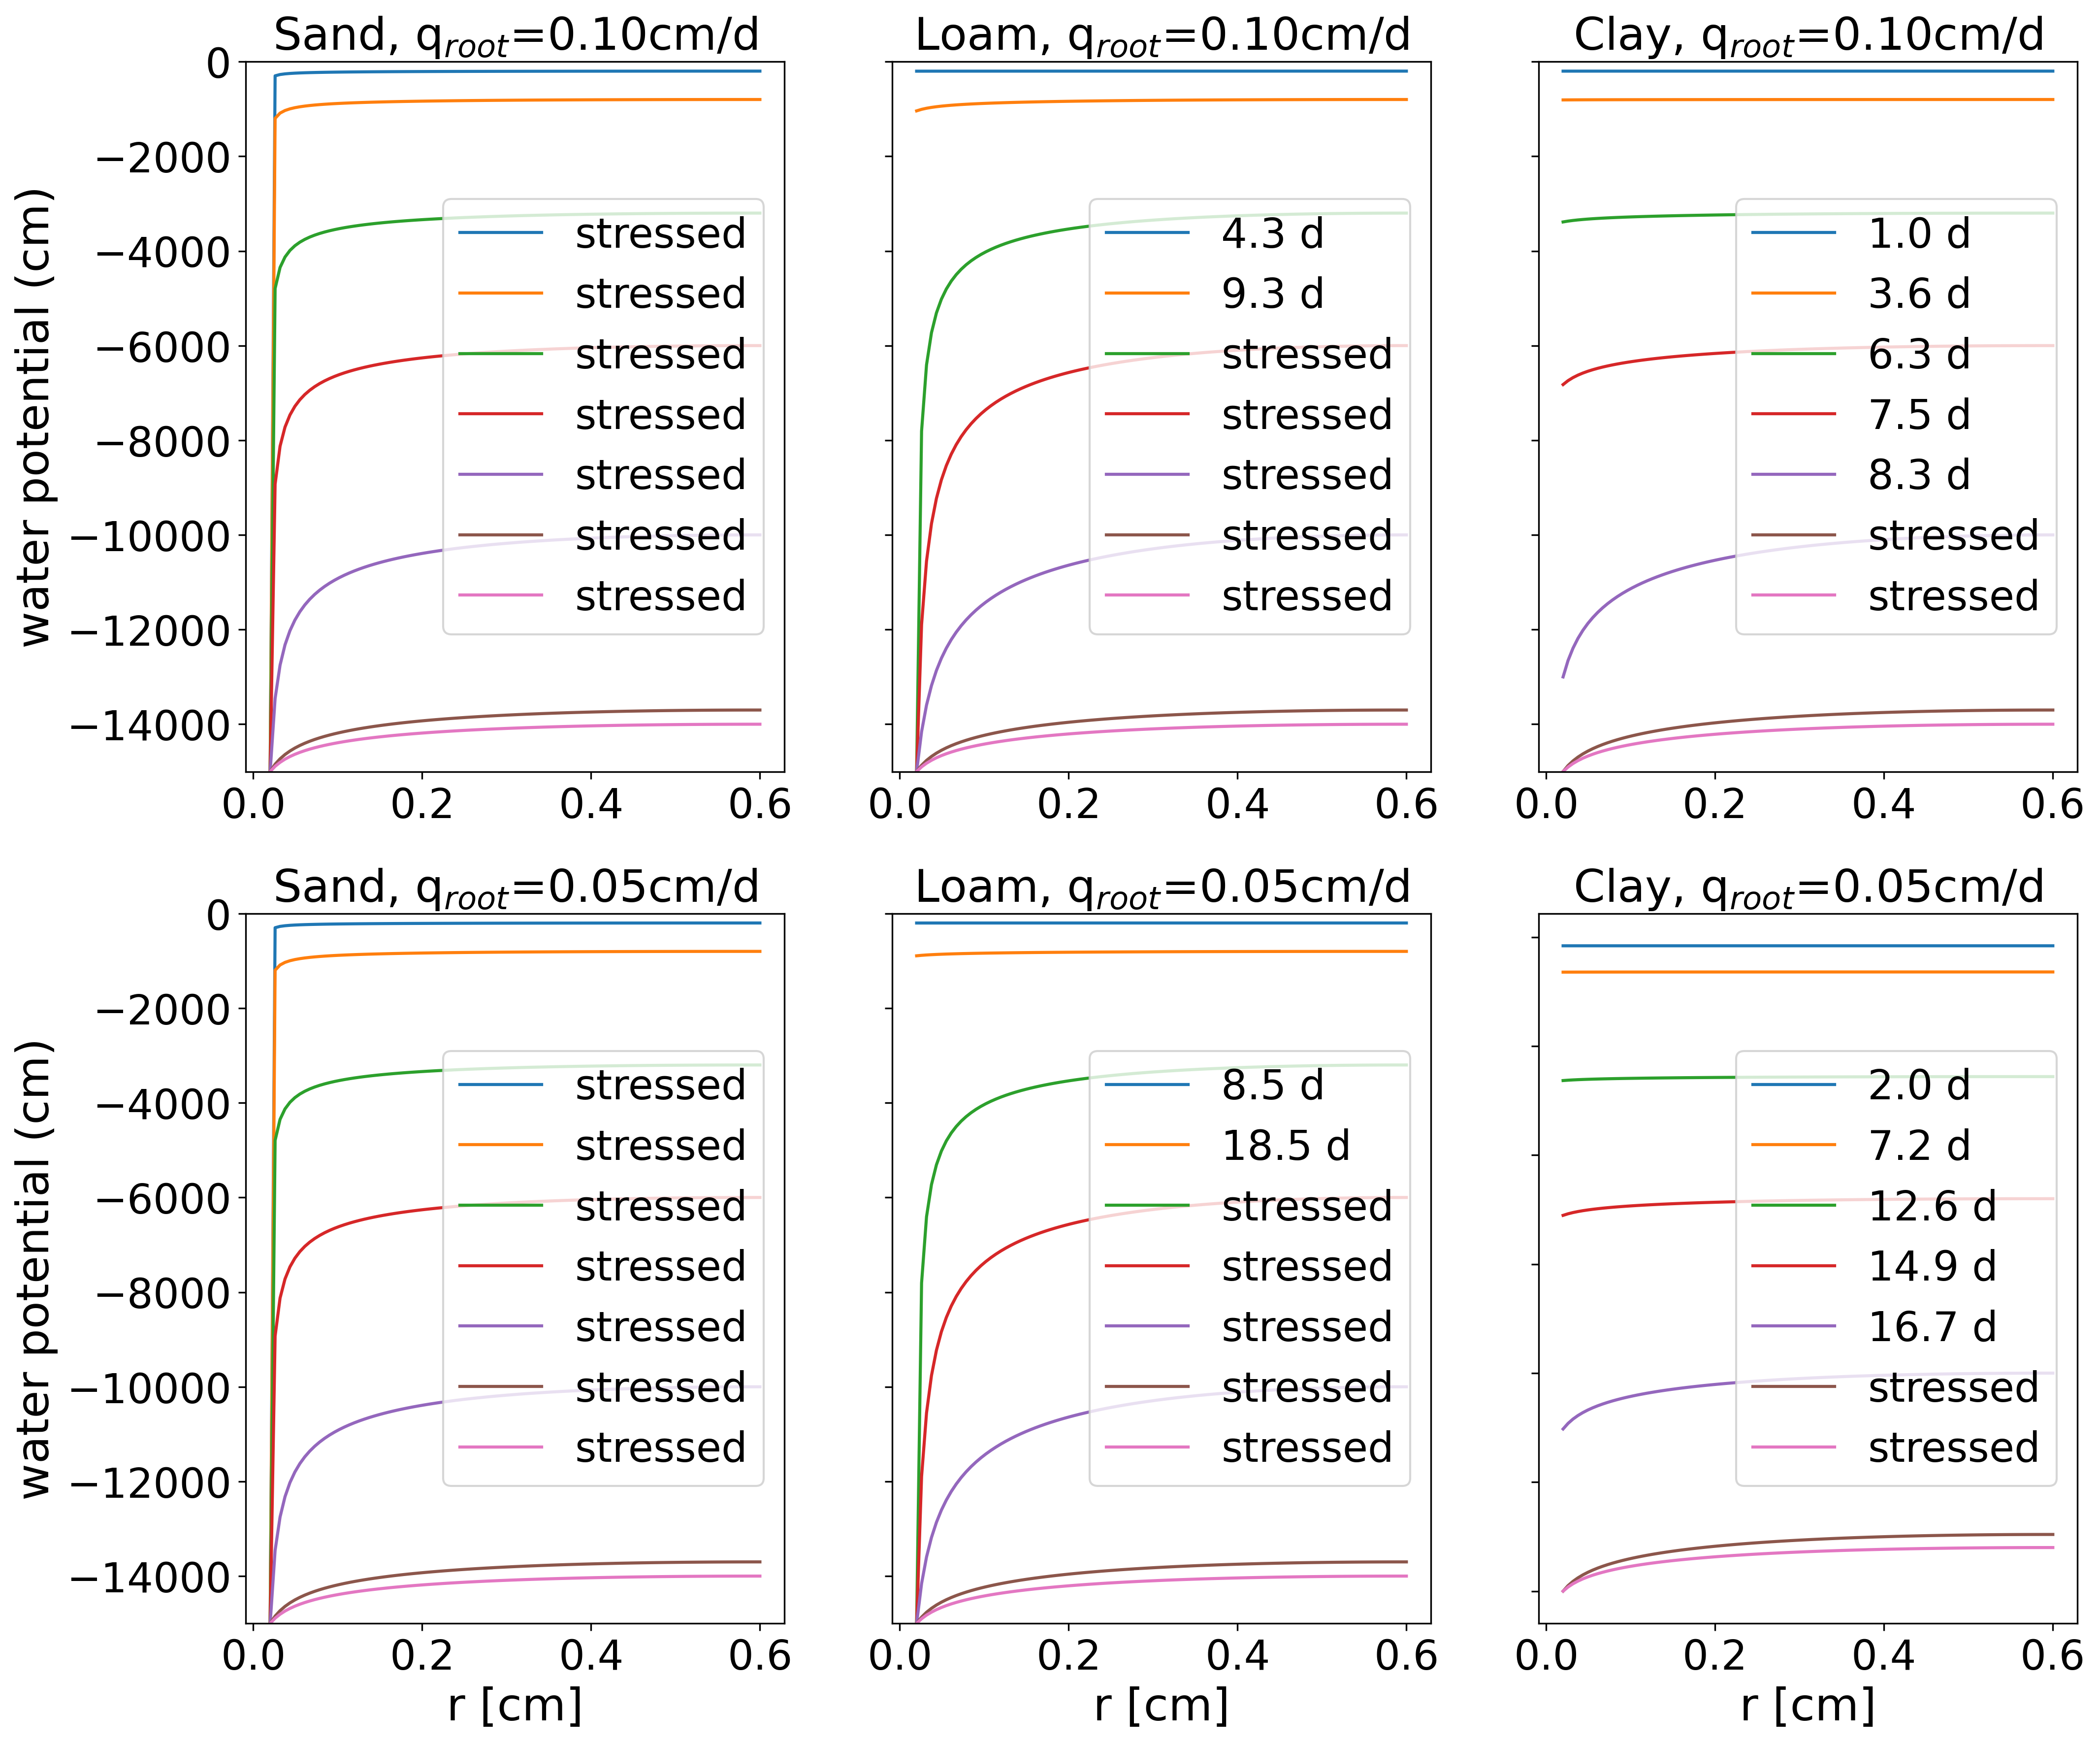 Sand, q_root=0.10cm/d
Loam, q_root=0.10cm/d
Clay, q_root=0.10cm/d
water potential (cm)
0
−2000
−4000
−6000
−8000
−10000
−12000
−14000
stressed
stressed
stressed
stressed
stressed
stressed
stressed
4.3 d
9.3 d
stressed
stressed
stressed
stressed
stressed
1.0 d
3.6 d
6.3 d
7.5 d
8.3 d
stressed
stressed
0.0 0.2 0.4 0.6
0.0 0.2 0.4 0.6
0.0 0.2 0.4 0.6
Sand, q_root=0.05cm/d
Loam, q_root=0.05cm/d
Clay, q_root=0.05cm/d
water potential (cm)
0
−2000
−4000
−6000
−8000
−10000
−12000
−14000
stressed
stressed
stressed
stressed
stressed
stressed
stressed
8.5 d
18.5 d
stressed
stressed
stressed
stressed
stressed
2.0 d
7.2 d
12.6 d
14.9 d
16.7 d
stressed
stressed
0.0 0.2 0.4 0.6
0.0 0.2 0.4 0.6
0.0 0.2 0.4 0.6
r [cm]
r [cm]
r [cm]